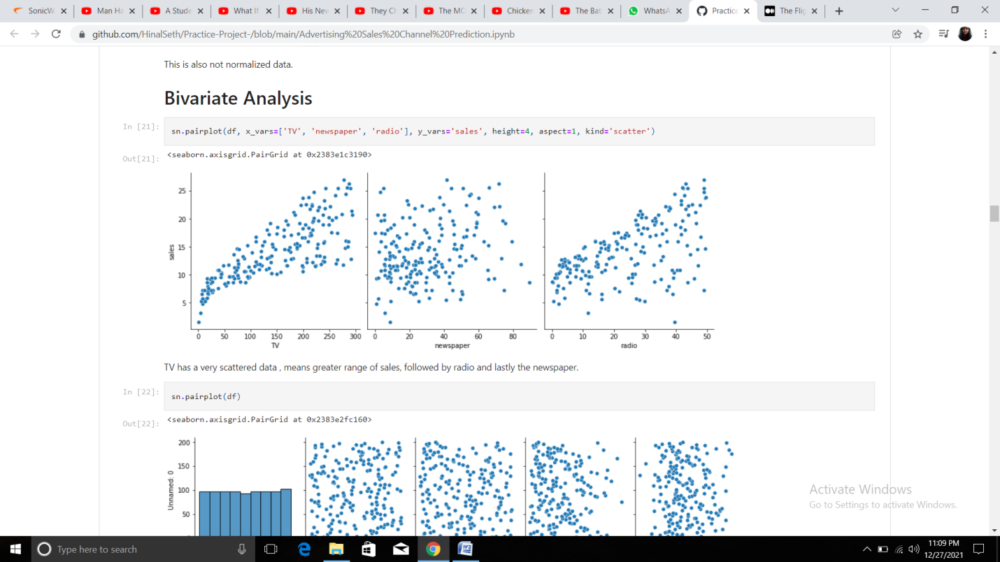 SonicW
Man Ha
A Stude
What If
His New
They Ch
The MO
Chicken
The Bat
WhatsA
Practice
The Flig
github.com/HinalSeth/Practice-Project-/blob/main/Advertising%20Sales%20Channel%20Prediction.ipynb
This is also not normalized data.
Bivariate Analysis
In [21]:
sn.pairplot(df, x_vars=['TV', 'newspaper', 'radio'], y_vars='sales', height=4, aspect=1, kind='scatter')
Out[21]:
<seaborn.axisgrid.PairGrid at 0x2383e1c3190>
sales
25
20
15
10
5
0 50 100 150 200 250 300
TV
0 20 40 60 80
newspaper
0 10 20 30 40 50
radio
TV has a very scattered data , means greater range of sales, followed by radio and lastly the newspaper.
In [22]:
sn.pairplot(df)
Out[22]:
<seaborn.axisgrid.PairGrid at 0x2383e2fc160>
Unnamed: 0
200
150
100
50
Activate Windows
Go to Settings to activate Windows.
Type here to search
11:09 PM
12/27/2021